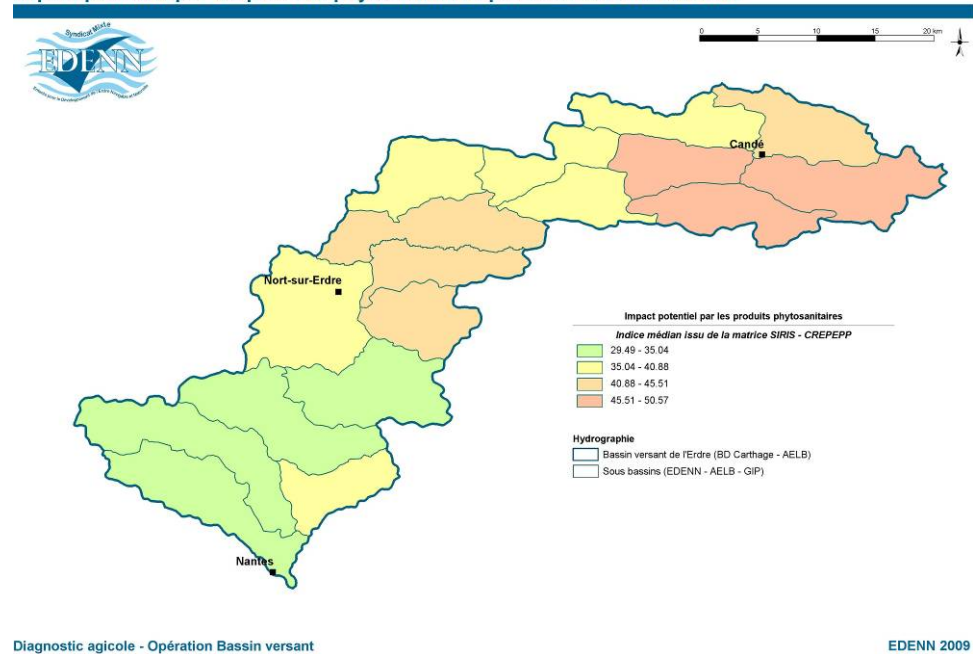 Syndicat Mixte
EDENN
0 5 10 15 20 km
Candé
Nort-sur-Erdre
Nantes
Impact potentiel par les produits phytosanitaires
Indice médian issu de la matrice SIRIS - CREPEPP
29.49 - 35.04
35.04 - 40.88
40.88 - 45.51
45.51 - 50.57
Hydrographie
Bassin versant de l'Erdre (BD Carthage - AELB)
Sous bassins (EDENN - AELB - GIP)
Diagnostic agicole - Opération Bassin versant
EDENN 2009